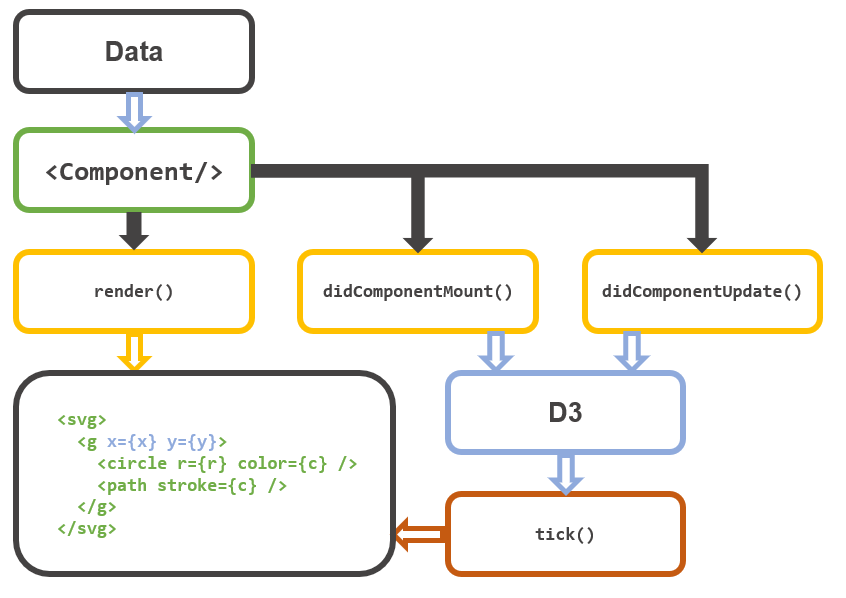 Data
<Component/>
render()
didComponentMount()
didComponentUpdate()
<svg>
<g x={x} y={y}>
<circle r={r} color={c} />
<path stroke={c} />
</g>
</svg>
D3
tick()